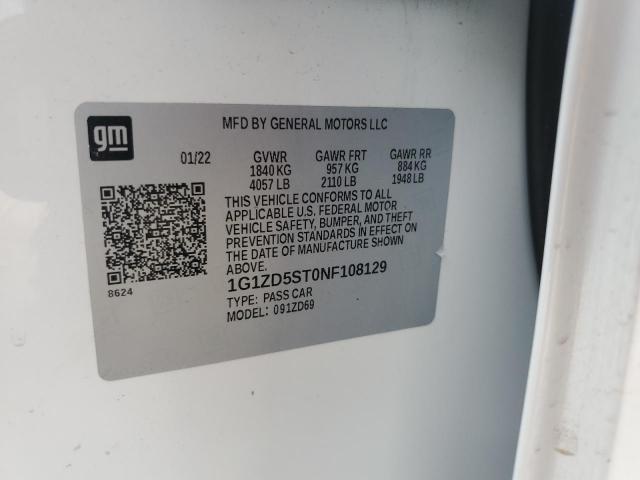 gm
MFD BY GENERAL MOTORS LLC
01/22 GVWR GAWR FRT GAWR RR
1840 KG 957 KG 884 KG
4057 LB 2110 LB 1948 LB
THIS VEHICLE CONFORMS TO ALL
APPLICABLE U.S. FEDERAL MOTOR
VEHICLE SAFETY, BUMPER, AND THEFT
PREVENTION STANDARDS IN EFFECT ON
THE DATE OF MANUFACTURE SHOWN
ABOVE.
8624
1G1ZD5ST0NF108129
TYPE: PASS CAR
MODEL: 091ZD69